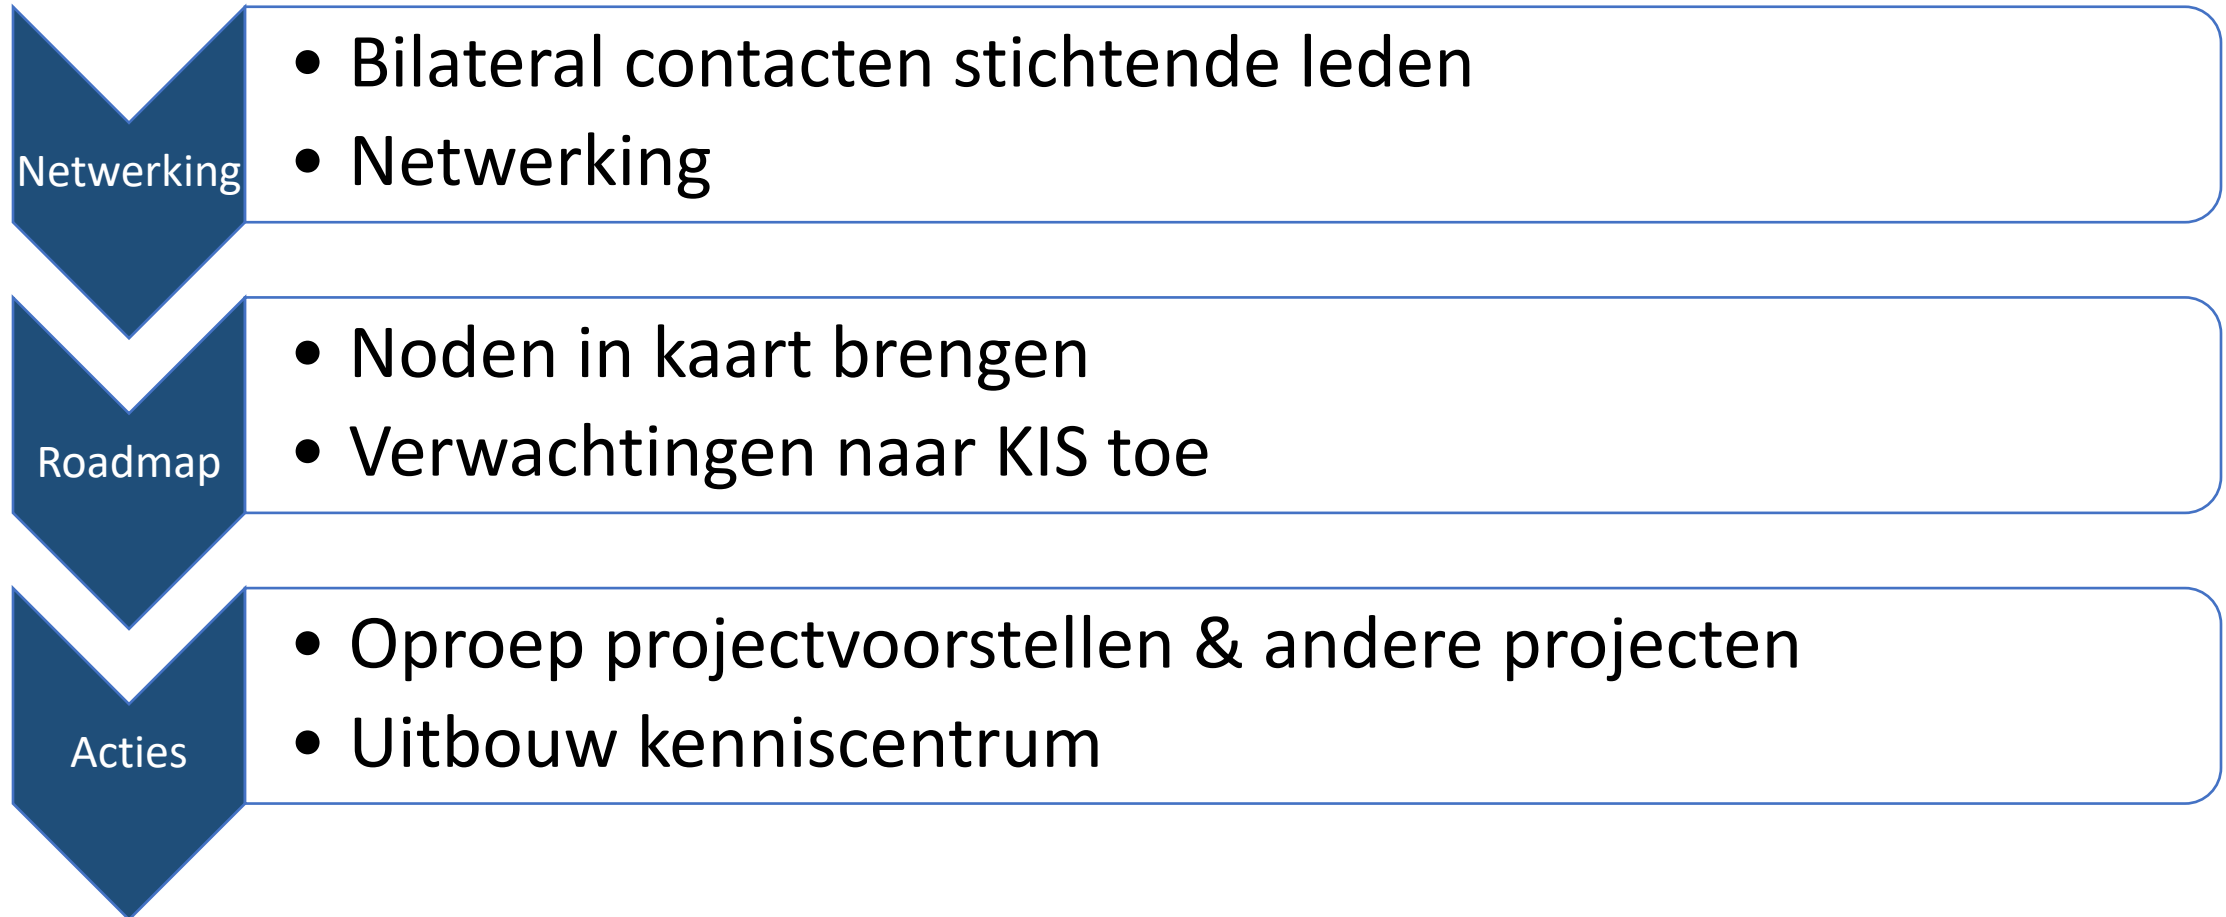 Netwerking
• Bilateral contacten stichtende leden
• Netwerking
Roadmap
• Noden in kaart brengen
• Verwachtingen naar KIS toe
Acties
• Oproep projectvoorstellen & andere projecten
• Uitbouw kenniscentrum